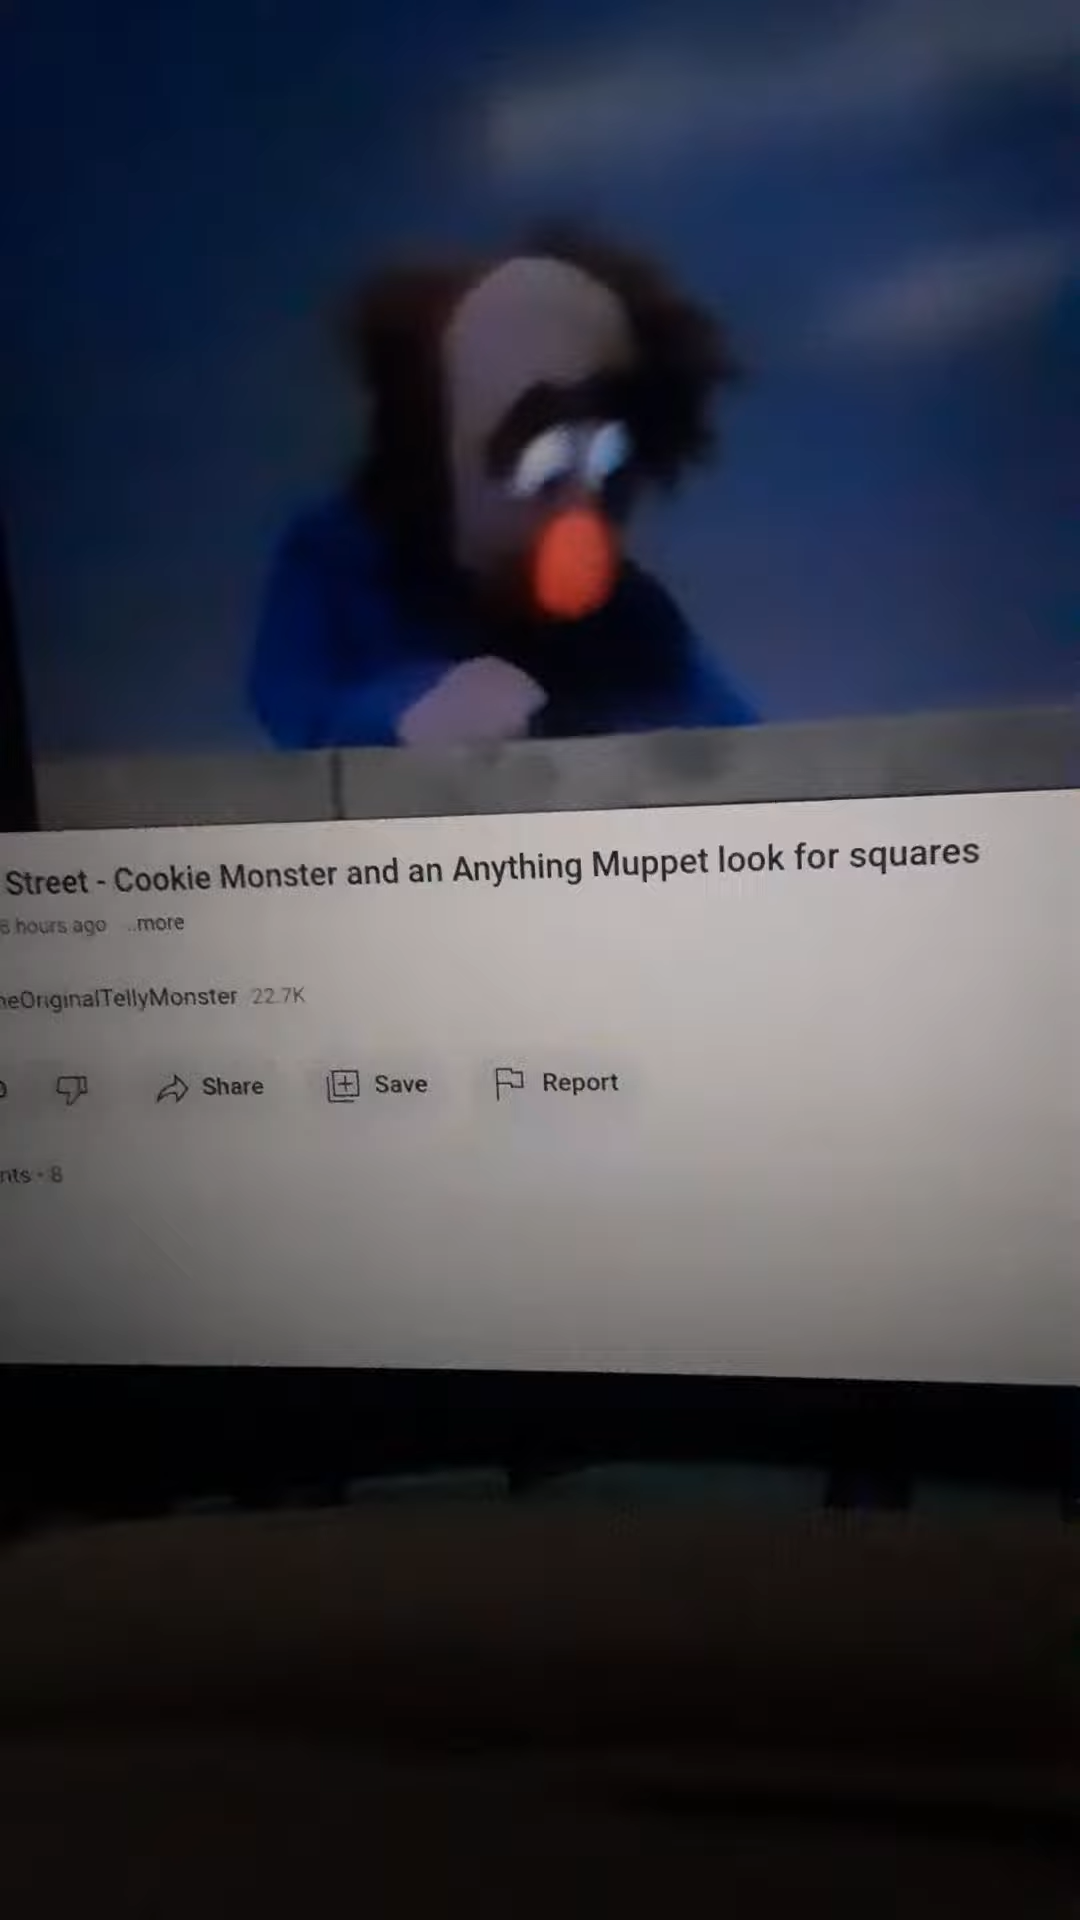 Street - Cookie Monster and an Anything Muppet look for squares
hours ago ...more
heOriginalTellyMonster 22.7K
Share Save Report
nts • 8